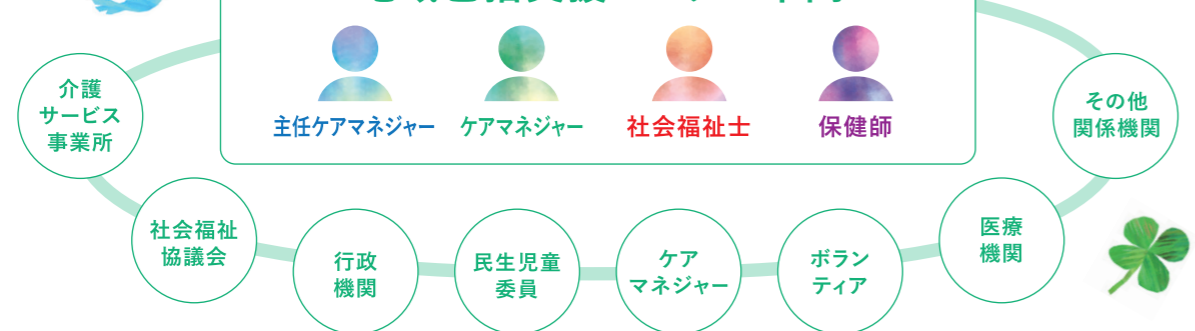 主任ケアマネジャー ケアマネジャー 社会福祉士 保健師
介護
サービス
事業所
社会福祉
協議会
行政
機関
民生児童
委員
ケア
マネジャー
ボラン
ティア
医療
機関
その他
関係機関